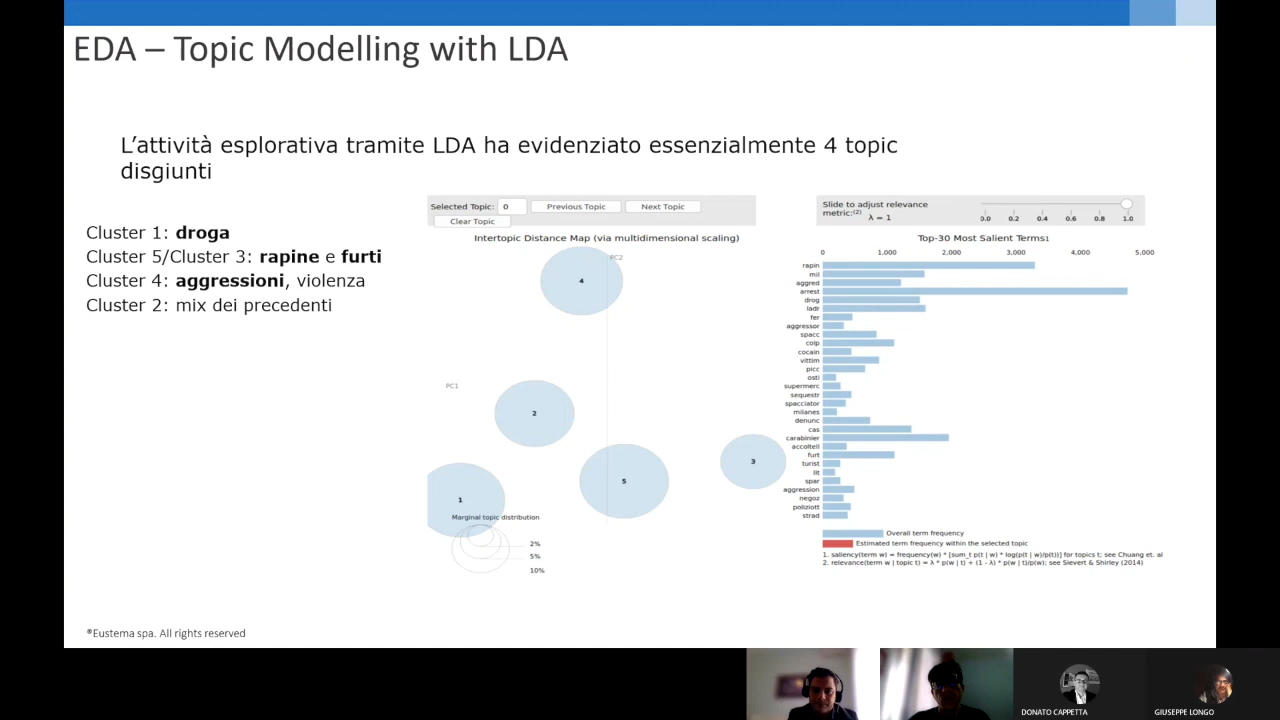 EDA – Topic Modelling with LDA
L’attività esplorativa tramite LDA ha evidenziato essenzialmente 4 topic
disgiunti
Cluster 1: droga
Cluster 5/Cluster 3: rapine e furti
Cluster 4: aggressioni, violenza
Cluster 2: mix dei precedenti
Selected Topic: 0 Previous Topic Next Topic
Clear Topic
Intertopic Distance Map (via multidimensional scaling)
PC2
4
PC1
2
3
5
1
Marginal topic distribution
2%
5%
10%
Slide to adjust relevance
metric:(2) λ = 1
0.0 0.2 0.4 0.6 0.8 1.0
Top-30 Most Salient Terms1
0 1,000 2,000 3,000 4,000 5,000
rapin
mil
aggred
arrest
drog
ladr
fer
aggressor
spacc
colp
cocain
vittim
picc
osti
supermerc
sequestr
spacciator
milanes
denunc
cas
carabinier
accoltell
furt
turist
lit
spar
aggression
negoz
poliziott
strad
Overall term frequency
Estimated term frequency within the selected topic
1. saliency(term w) = frequency(w) * [sum_t p(t | w) * log(p(t | w)/p(t))] for topics t; see Chuang et. al
2. relevance(term w | topic t) = λ * p(w | t) + (1 - λ) * p(w | t)/p(w); see Sievert & Shirley (2014)
®Eustema spa. All rights reserved
DONATO CAPPETTA
GIUSEPPE LONGO